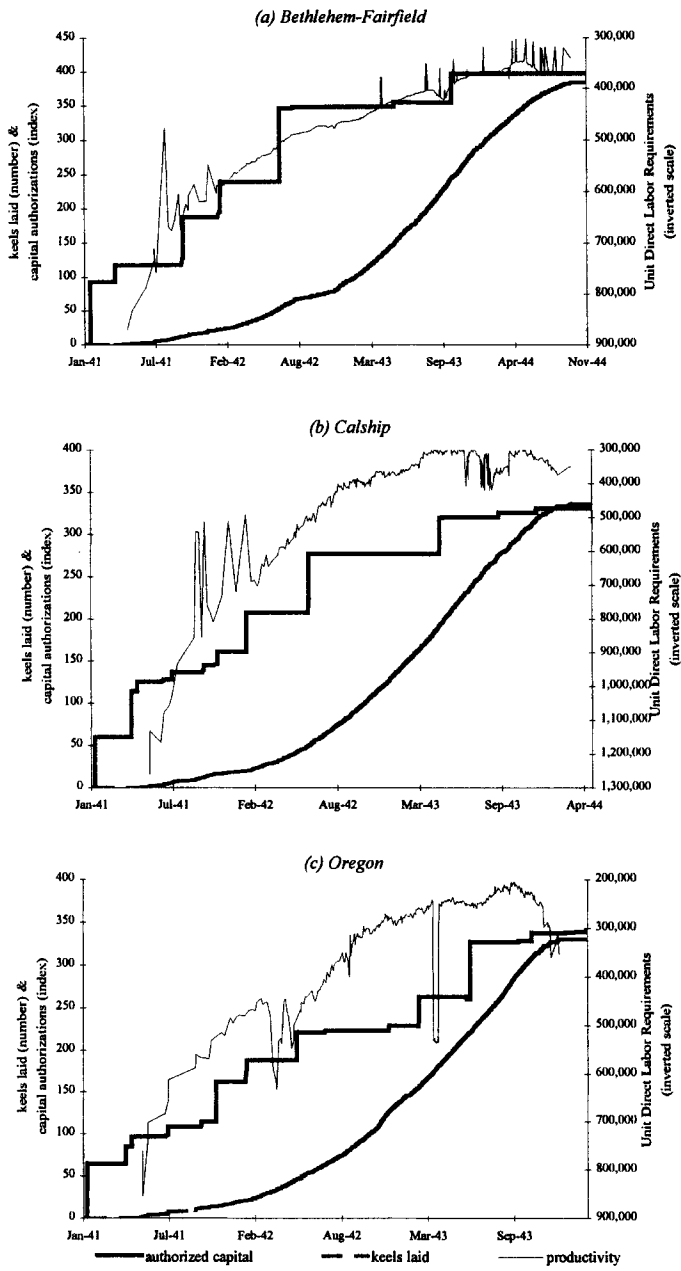 (a) Bethlehem-Fairfield
keels laid (number) &
capital authorizations (index)
450
400
350
300
250
200
150
100
50
0
300,000
400,000
500,000
600,000
700,000
800,000
900,000
Unit Direct Labor Requirements
(inverted scale)
Jan-41 Jul-41 Feb-42 Aug-42 Mar-43 Sep-43 Apr-44 Nov-44
(b) Calship
keels laid (number) &
capital authorizations (index)
400
350
300
250
200
150
100
50
0
300,000
400,000
500,000
600,000
700,000
800,000
900,000
1,000,000
1,100,000
1,200,000
1,300,000
Unit Direct Labor Requirements
(inverted scale)
Jan-41 Jul-41 Feb-42 Aug-42 Mar-43 Sep-43 Apr-44
(c) Oregon
keels laid (number) &
capital authorizations (index)
400
350
300
250
200
150
100
50
0
200,000
300,000
400,000
500,000
600,000
700,000
800,000
900,000
Unit Direct Labor Requirements
(inverted scale)
Jan-41 Jul-41 Feb-42 Aug-42 Mar-43 Sep-43
authorized capital keels laid productivity